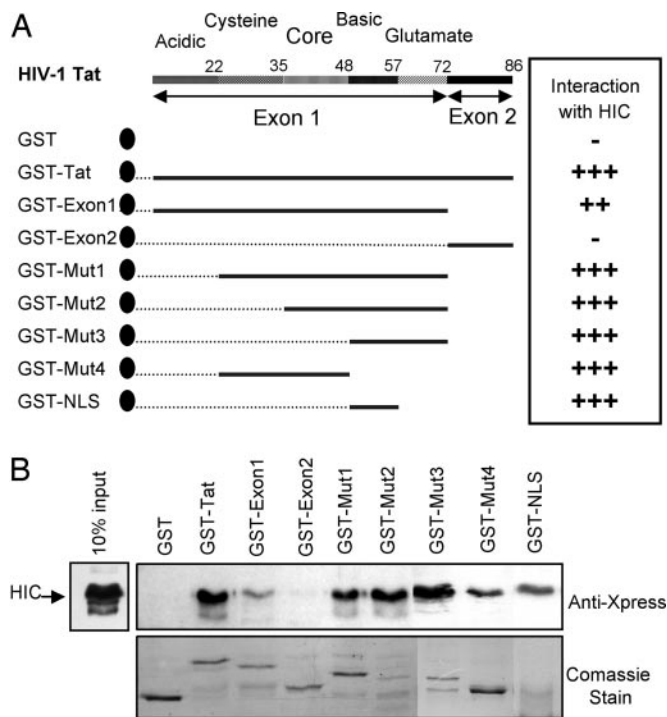 A
Acidic
Cysteine
Core
Basic
Glutamate
HIV-1 Tat
22 35 48 57 72 86
Exon 1
Exon 2
Interaction
with HIC
GST -
GST-Tat +++
GST-Exon1 ++
GST-Exon2 -
GST-Mut1 +++
GST-Mut2 +++
GST-Mut3 +++
GST-Mut4 +++
GST-NLS +++
B
10% input
GST
GST-Tat
GST-Exon1
GST-Exon2
GST-Mut1
GST-Mut2
GST-Mut3
GST-Mut4
GST-NLS
HIC
Anti-Xpress
Comassie
Stain